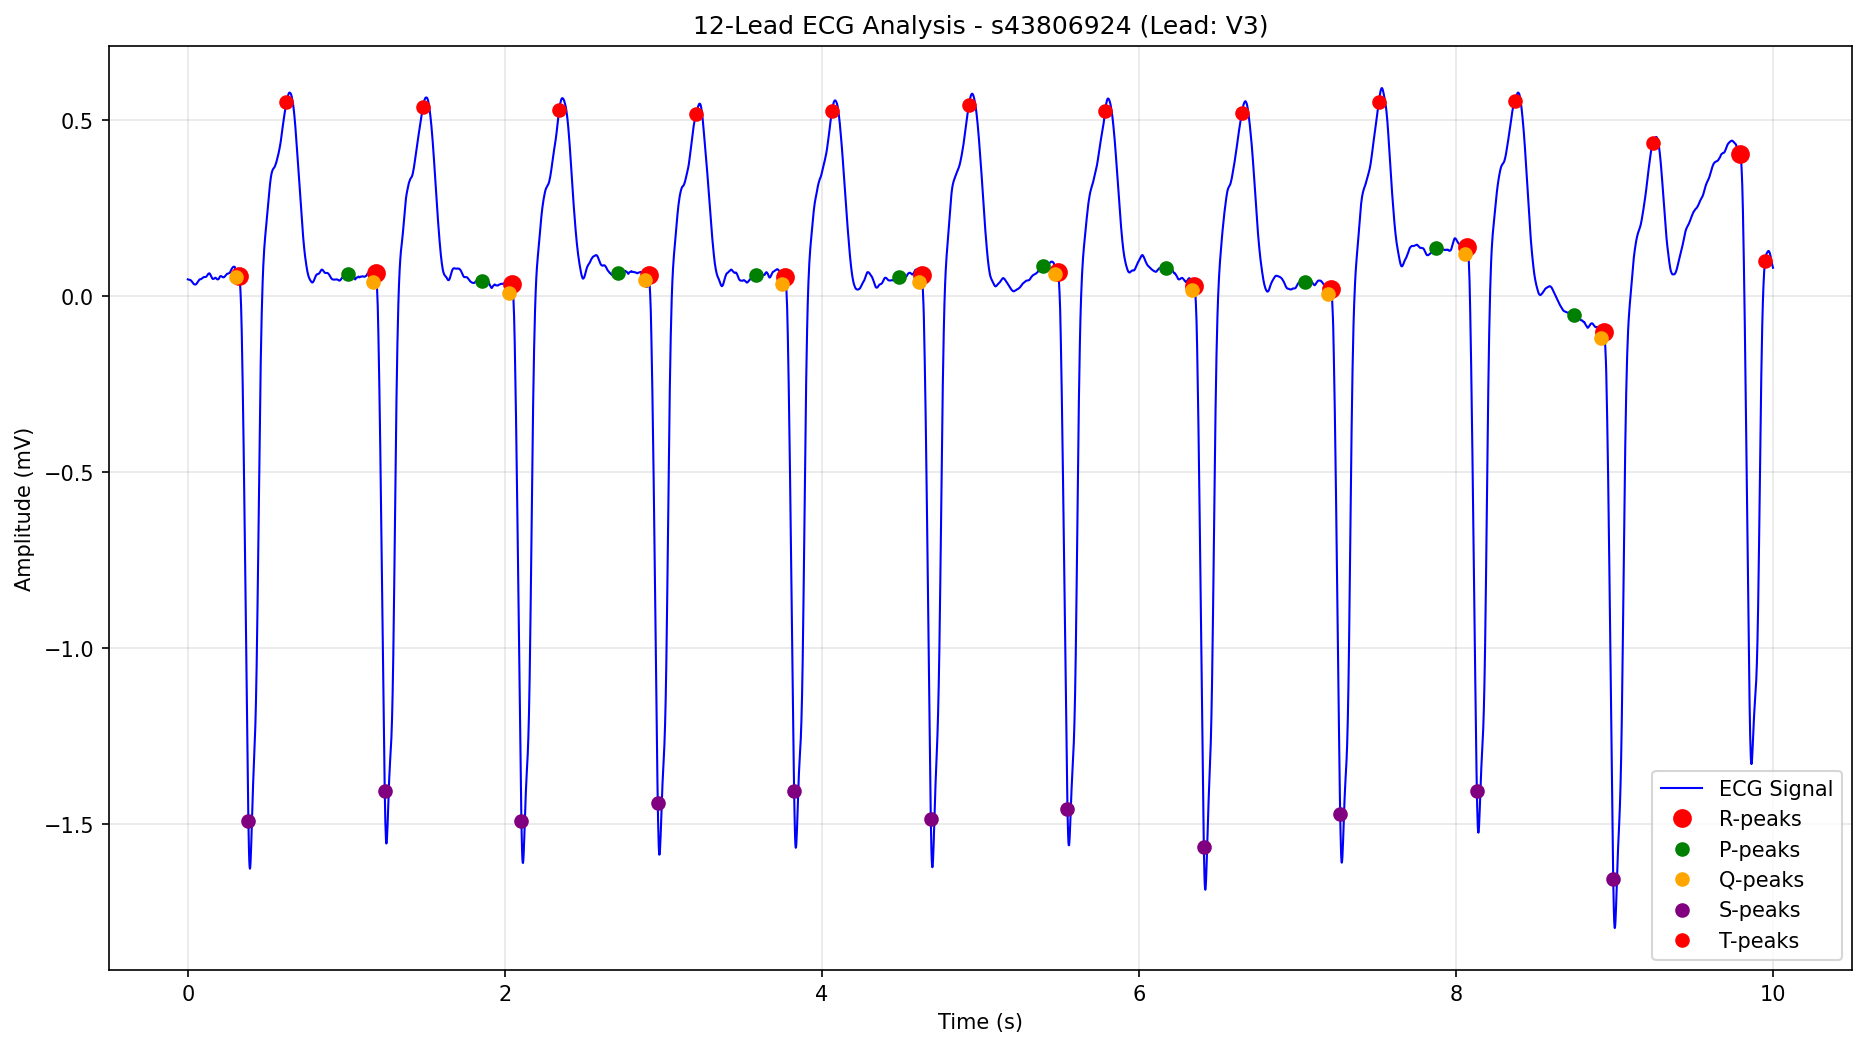 12-Lead ECG Analysis - s43806924 (Lead: V3)
Amplitude (mV)
0.5
0.0
−0.5
−1.0
−1.5
0 2 4 6 8 10
Time (s)
ECG Signal
R-peaks
P-peaks
Q-peaks
S-peaks
T-peaks